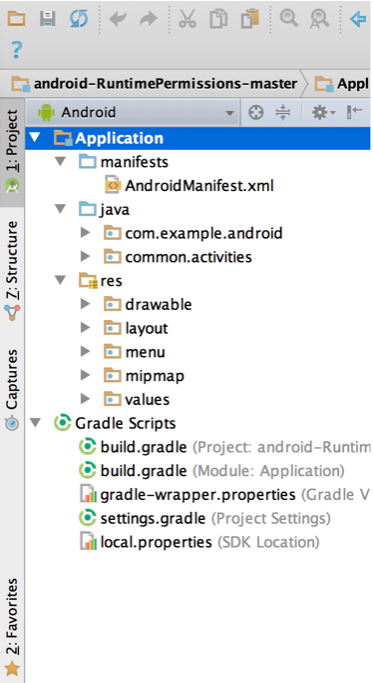 ?
android-RuntimePermissions-master
Appl
Android
1: Project
7: Structure
Captures
2: Favorites
Application
manifests
AndroidManifest.xml
java
com.example.android
common.activities
res
drawable
layout
menu
mipmap
values
Gradle Scripts
build.gradle (Project: android-Runtime
build.gradle (Module: Application)
gradle-wrapper.properties (Gradle V
settings.gradle (Project Settings)
local.properties (SDK Location)